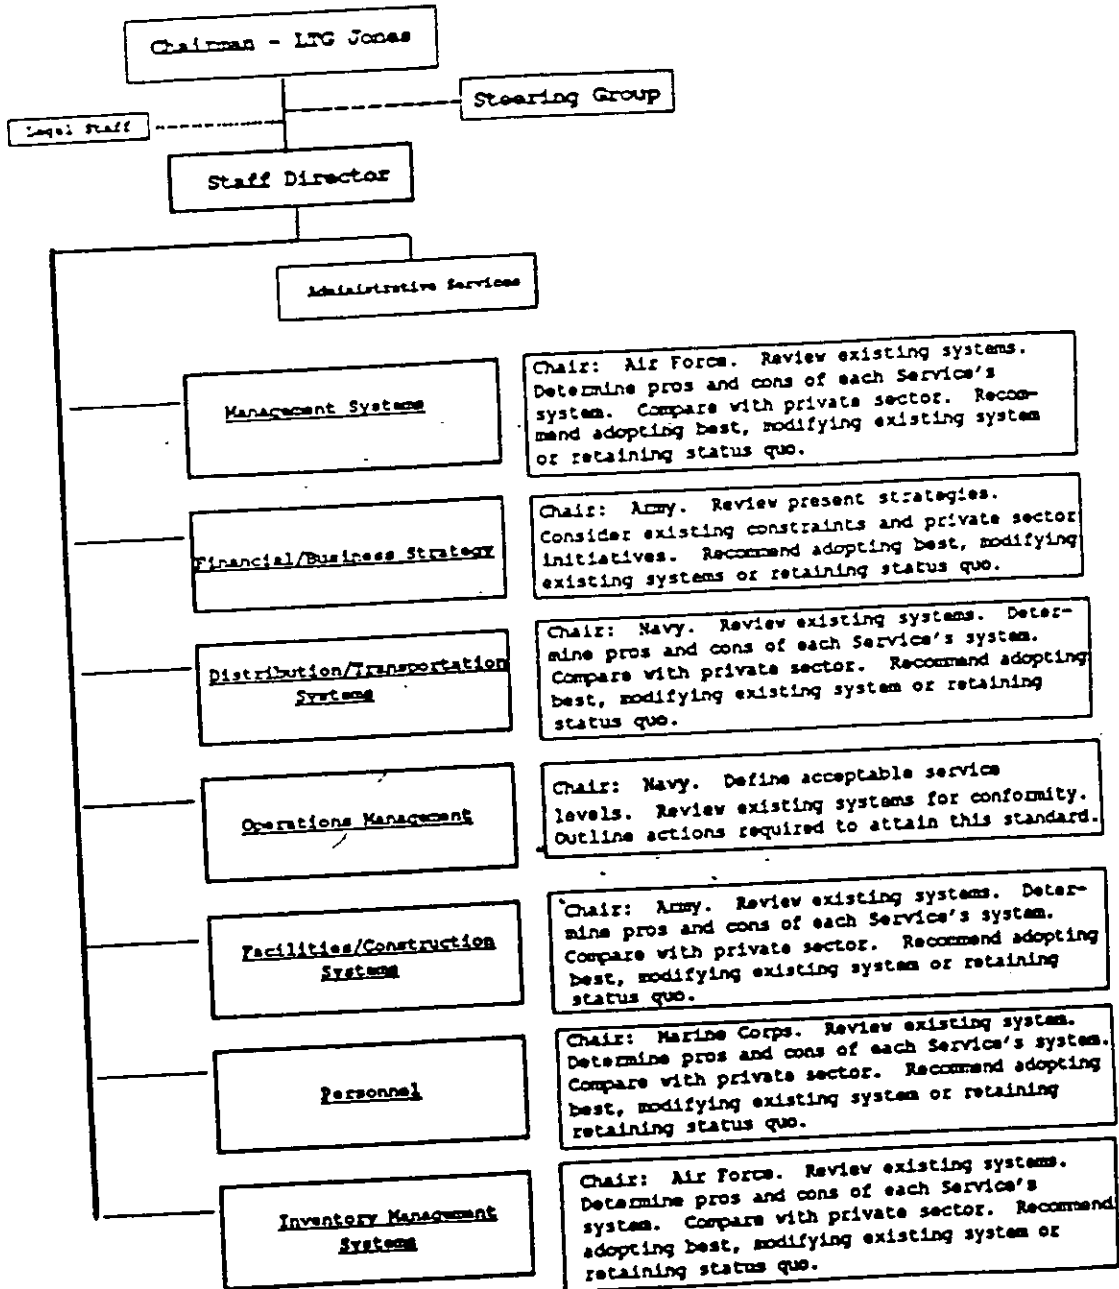 Chairman - LTG Jones
Steering Group
Legal Staff
Staff Director
Administrative Services
Management Systems
Chair: Air Force. Review existing systems.
Determine pros and cons of each Service's
system. Compare with private sector. Recom-
mend adopting best, modifying existing system
or retaining status quo.
Financial/Business Strategy
Chair: Army. Review present strategies.
Consider existing constraints and private sector
initiatives. Recommend adopting best, modifying
existing systems or retaining status quo.
Distribution/Transportation
Systems
Chair: Navy. Review existing systems. Deter-
mine pros and cons of each Service's system.
Compare with private sector. Recommend adopting
best, modifying existing system or retaining
status quo.
Operations Management
Chair: Navy. Define acceptable service
levels. Review existing systems for conformity.
Outline actions required to attain this standard.
Facilities/Construction
Systems
Chair: Army. Review existing systems. Deter-
mine pros and cons of each Service's system.
Compare with private sector. Recommend adopting
best, modifying existing system or retaining
status quo.
Personnel
Chair: Marine Corps. Review existing system.
Determine pros and cons of each Service's system.
Compare with private sector. Recommend adopting
best, modifying existing system or retaining
retaining status quo.
Inventory Management
Systems
Chair: Air Force. Review existing systems.
Determine pros and cons of each Service's
system. Compare with private sector. Recommend
adopting best, modifying existing system or
retaining status quo.